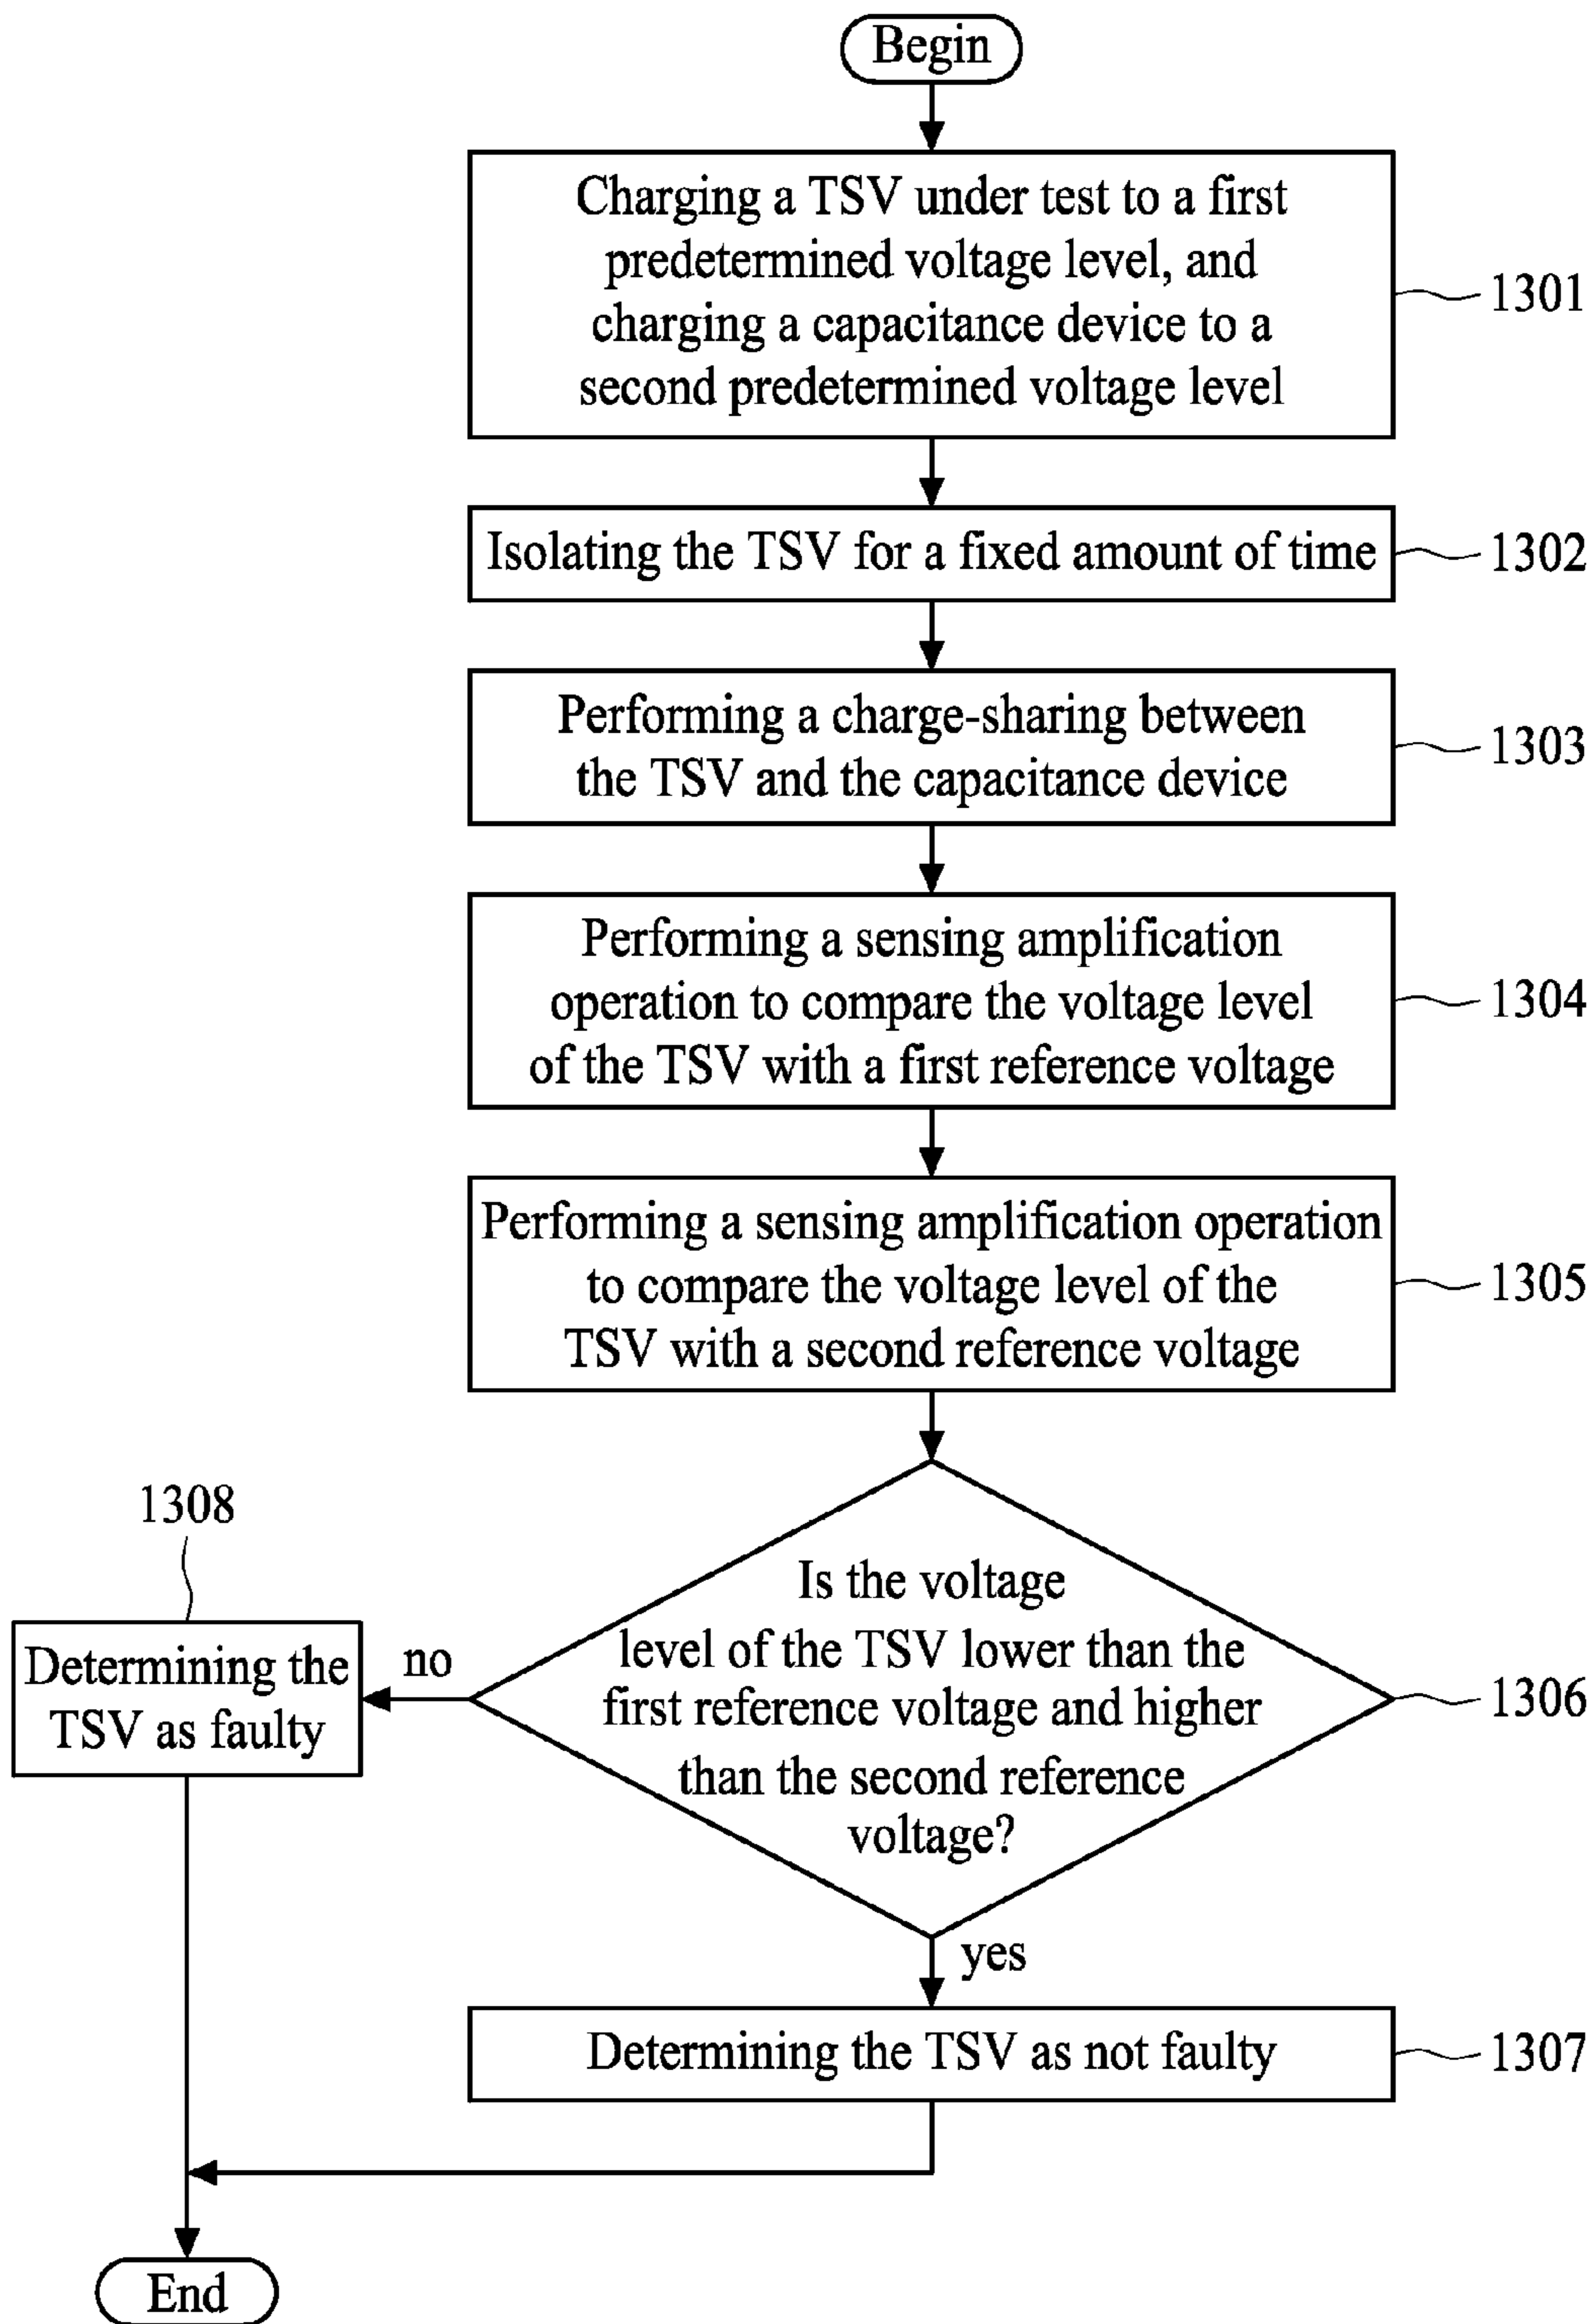 Begin
Charging a TSV under test to a first
predetermined voltage level, and
charging a capacitance device to a
second predetermined voltage level
1301
Isolating the TSV for a fixed amount of time
1302
Performing a charge-sharing between
the TSV and the capacitance device
1303
Performing a sensing amplification
operation to compare the voltage level
of the TSV with a first reference voltage
1304
Performing a sensing amplification operation
to compare the voltage level of the
TSV with a second reference voltage
1305
Is the voltage
level of the TSV lower than the
first reference voltage and higher
than the second reference
voltage?
1306
no
1308
Determining the
TSV as faulty
yes
Determining the TSV as not faulty
1307
End